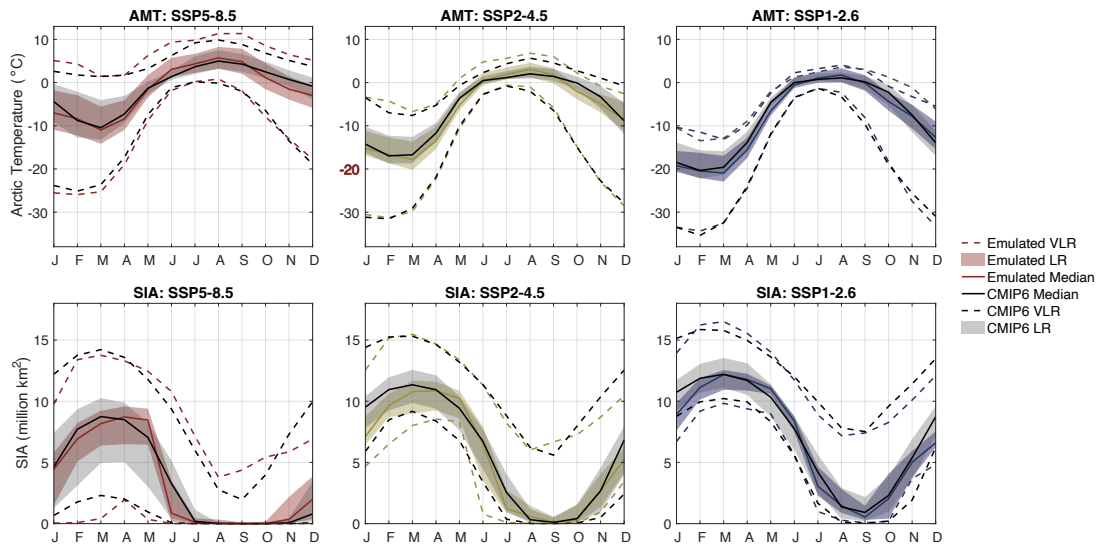 AMT: SSP5-8.5
AMT: SSP2-4.5
AMT: SSP1-2.6
Arctic Temperature (°C)
10
0
-10
-20
-30
J F M A M J J A S O N D
10
0
-10
-20
-30
J F M A M J J A S O N D
10
0
-10
-20
-30
J F M A M J J A S O N D
SIA: SSP5-8.5
SIA: SSP2-4.5
SIA: SSP1-2.6
SIA (million km²)
15
10
5
0
J F M A M J J A S O N D
15
10
5
0
J F M A M J J A S O N D
15
10
5
0
J F M A M J J A S O N D
Emulated VLR
Emulated LR
Emulated Median
CMIP6 Median
CMIP6 VLR
CMIP6 LR